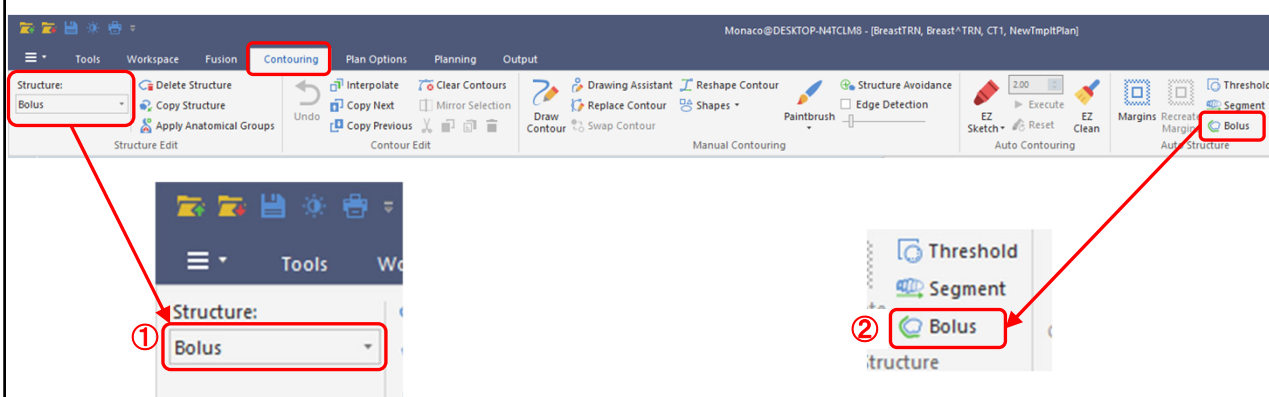 Monaco@DESKTOP-N4TCLM8 - [BreastTRN, Breast^TRN, CT1, NewTmpltPlan]
Tools Workspace Fusion Contouring Plan Options Planning Output
Structure:
Bolus
Delete Structure
Copy Structure
Apply Anatomical Groups
Structure Edit
Undo
Interpolate
Copy Next
Copy Previous
Clear Contours
Mirror Selection
Contour Edit
Draw
Contour
Drawing Assistant
Replace Contour
Swap Contour
Reshape Contour
Shapes
Paintbrush
Structure Avoidance
Edge Detection
Manual Contouring
EZ
Sketch
2.00
Execute
Reset
EZ
Clean
Auto Contouring
Margins
Recreate
Margin
Threshold
Segment
Bolus
Auto Structure
Tools
Structure:
① Bolus
Threshold
Segment
② Bolus